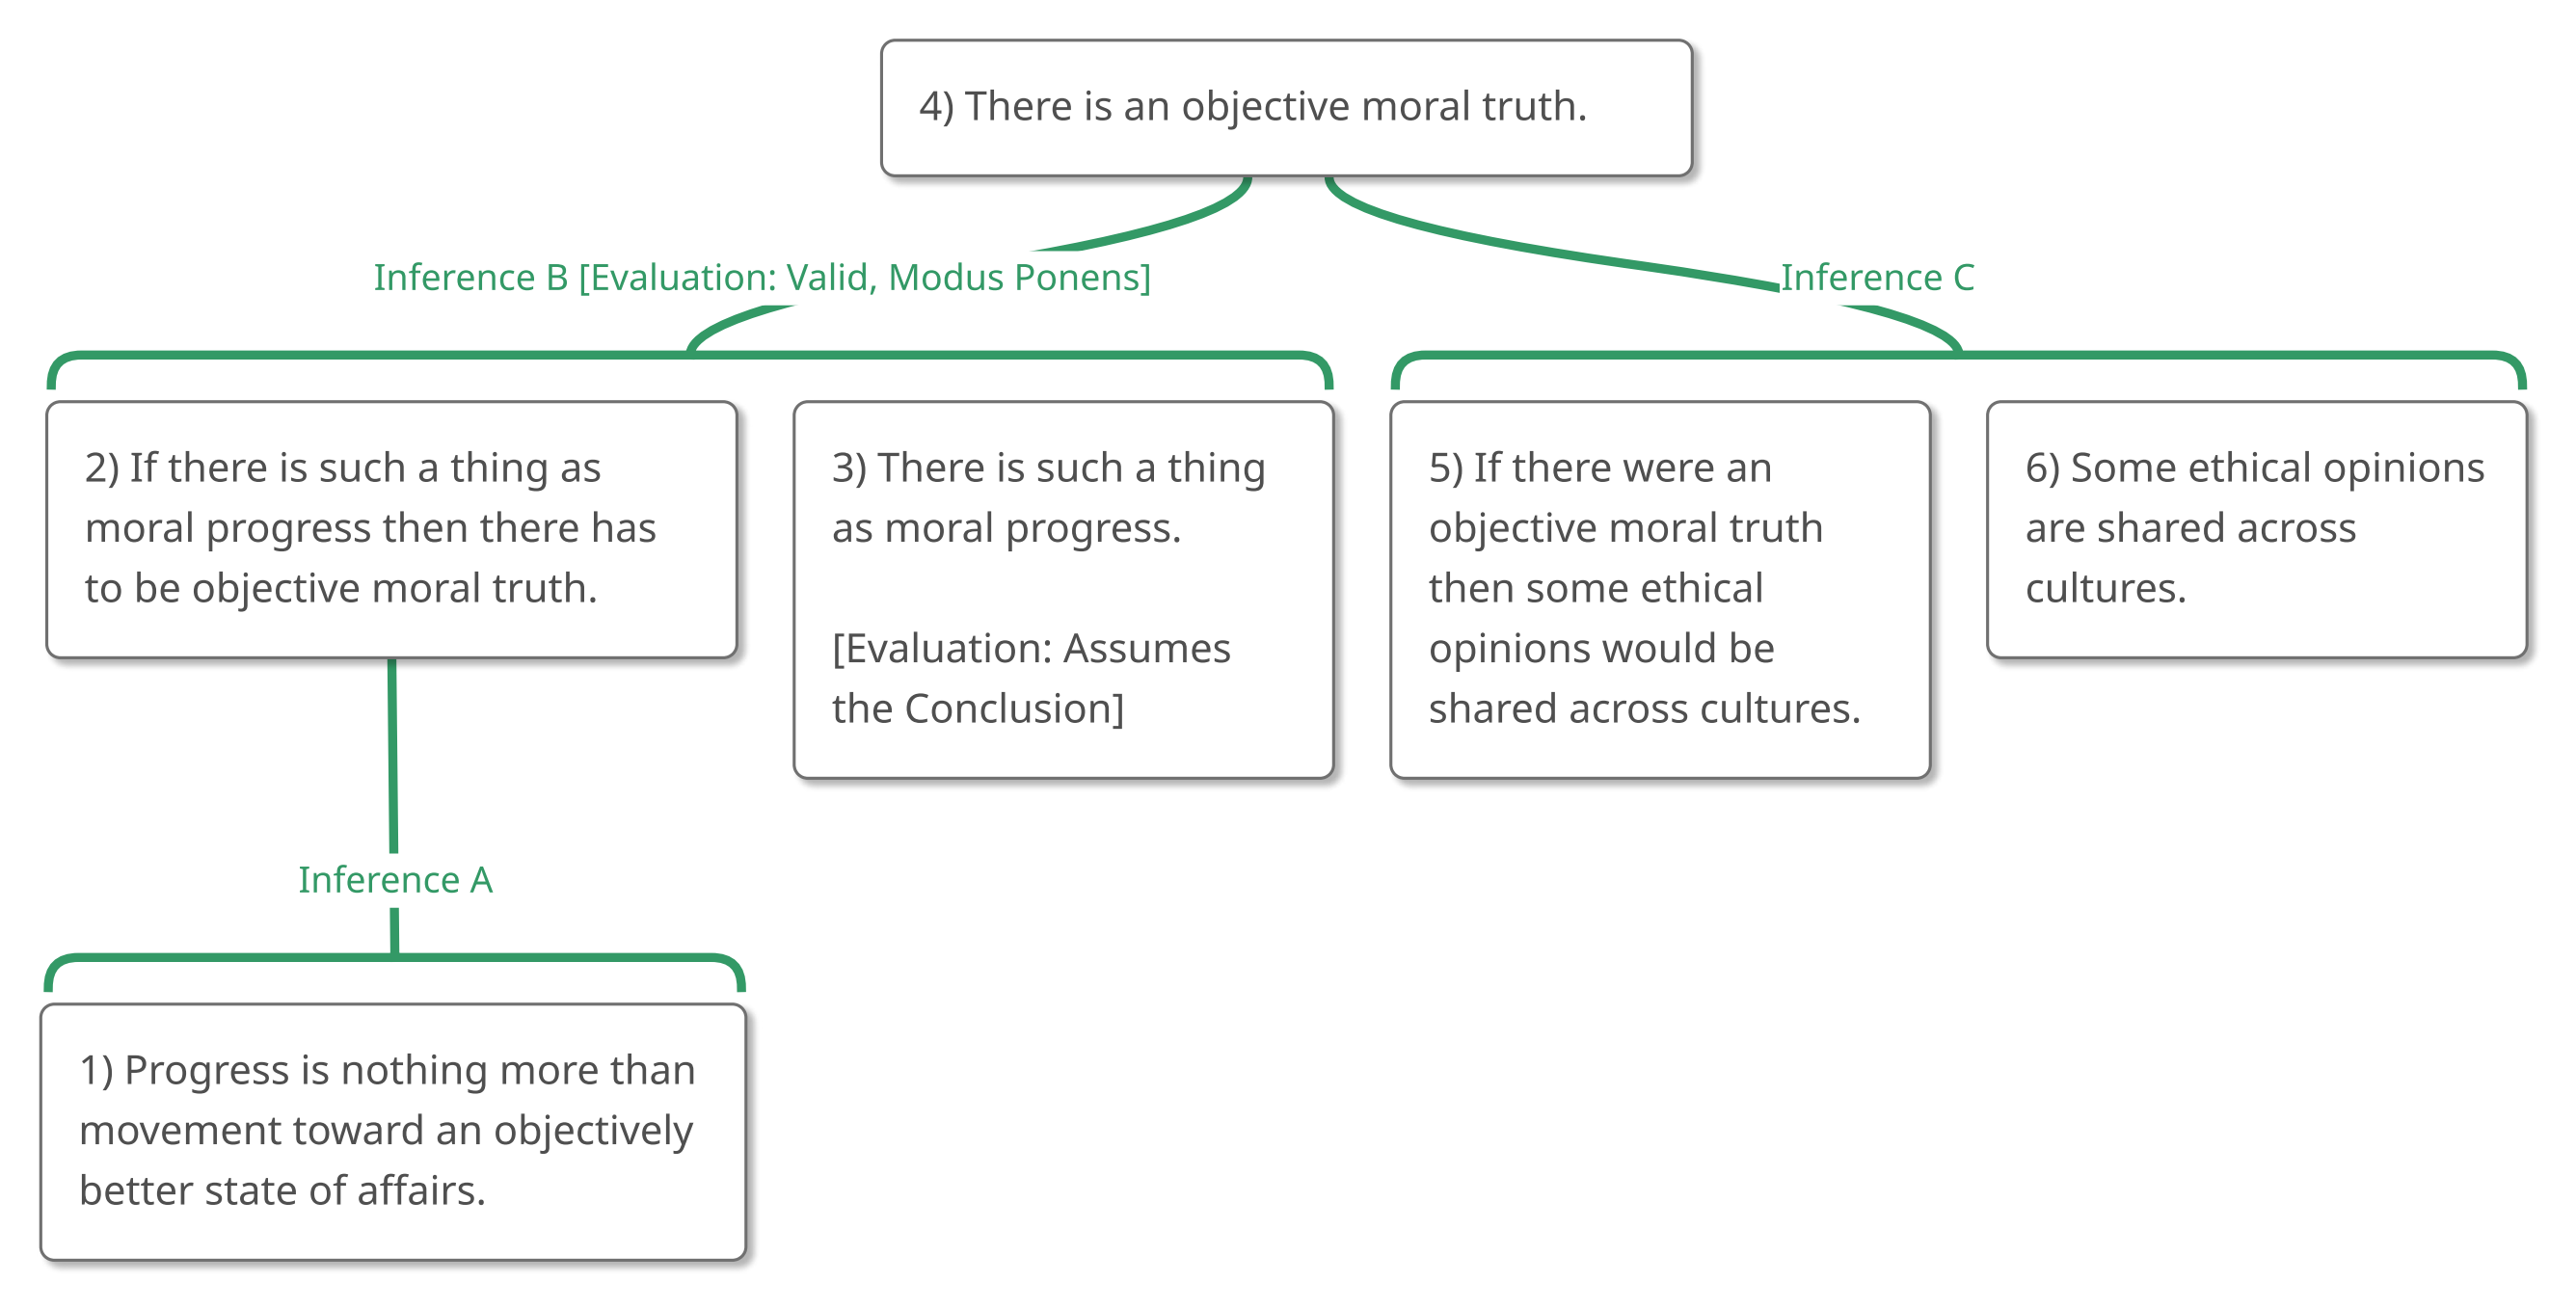 4) There is an objective moral truth.
Inference B [Evaluation: Valid, Modus Ponens]
Inference C
2) If there is such a thing as
moral progress then there has
to be objective moral truth.
3) There is such a thing
as moral progress.
[Evaluation: Assumes
the Conclusion]
5) If there were an
objective moral truth
then some ethical
opinions would be
shared across cultures.
6) Some ethical opinions
are shared across
cultures.
Inference A
1) Progress is nothing more than
movement toward an objectively
better state of affairs.